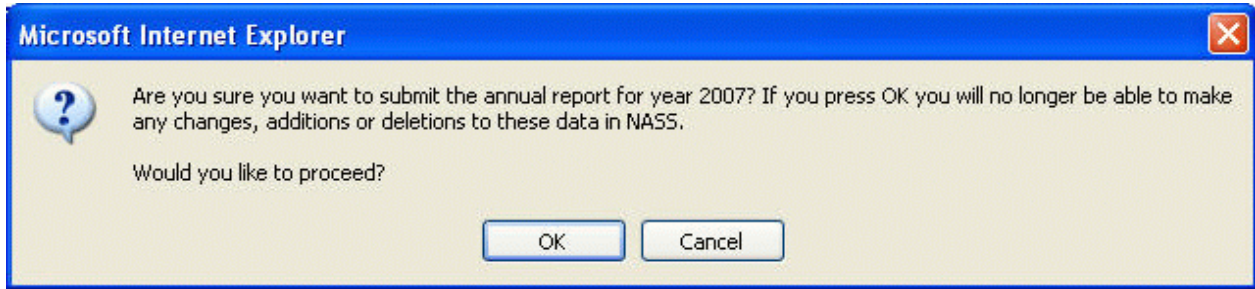 Microsoft Internet Explorer
Are you sure you want to submit the annual report for year 2007? If you press OK you will no longer be able to make
any changes, additions or deletions to these data in NASS.
Would you like to proceed?
OK Cancel